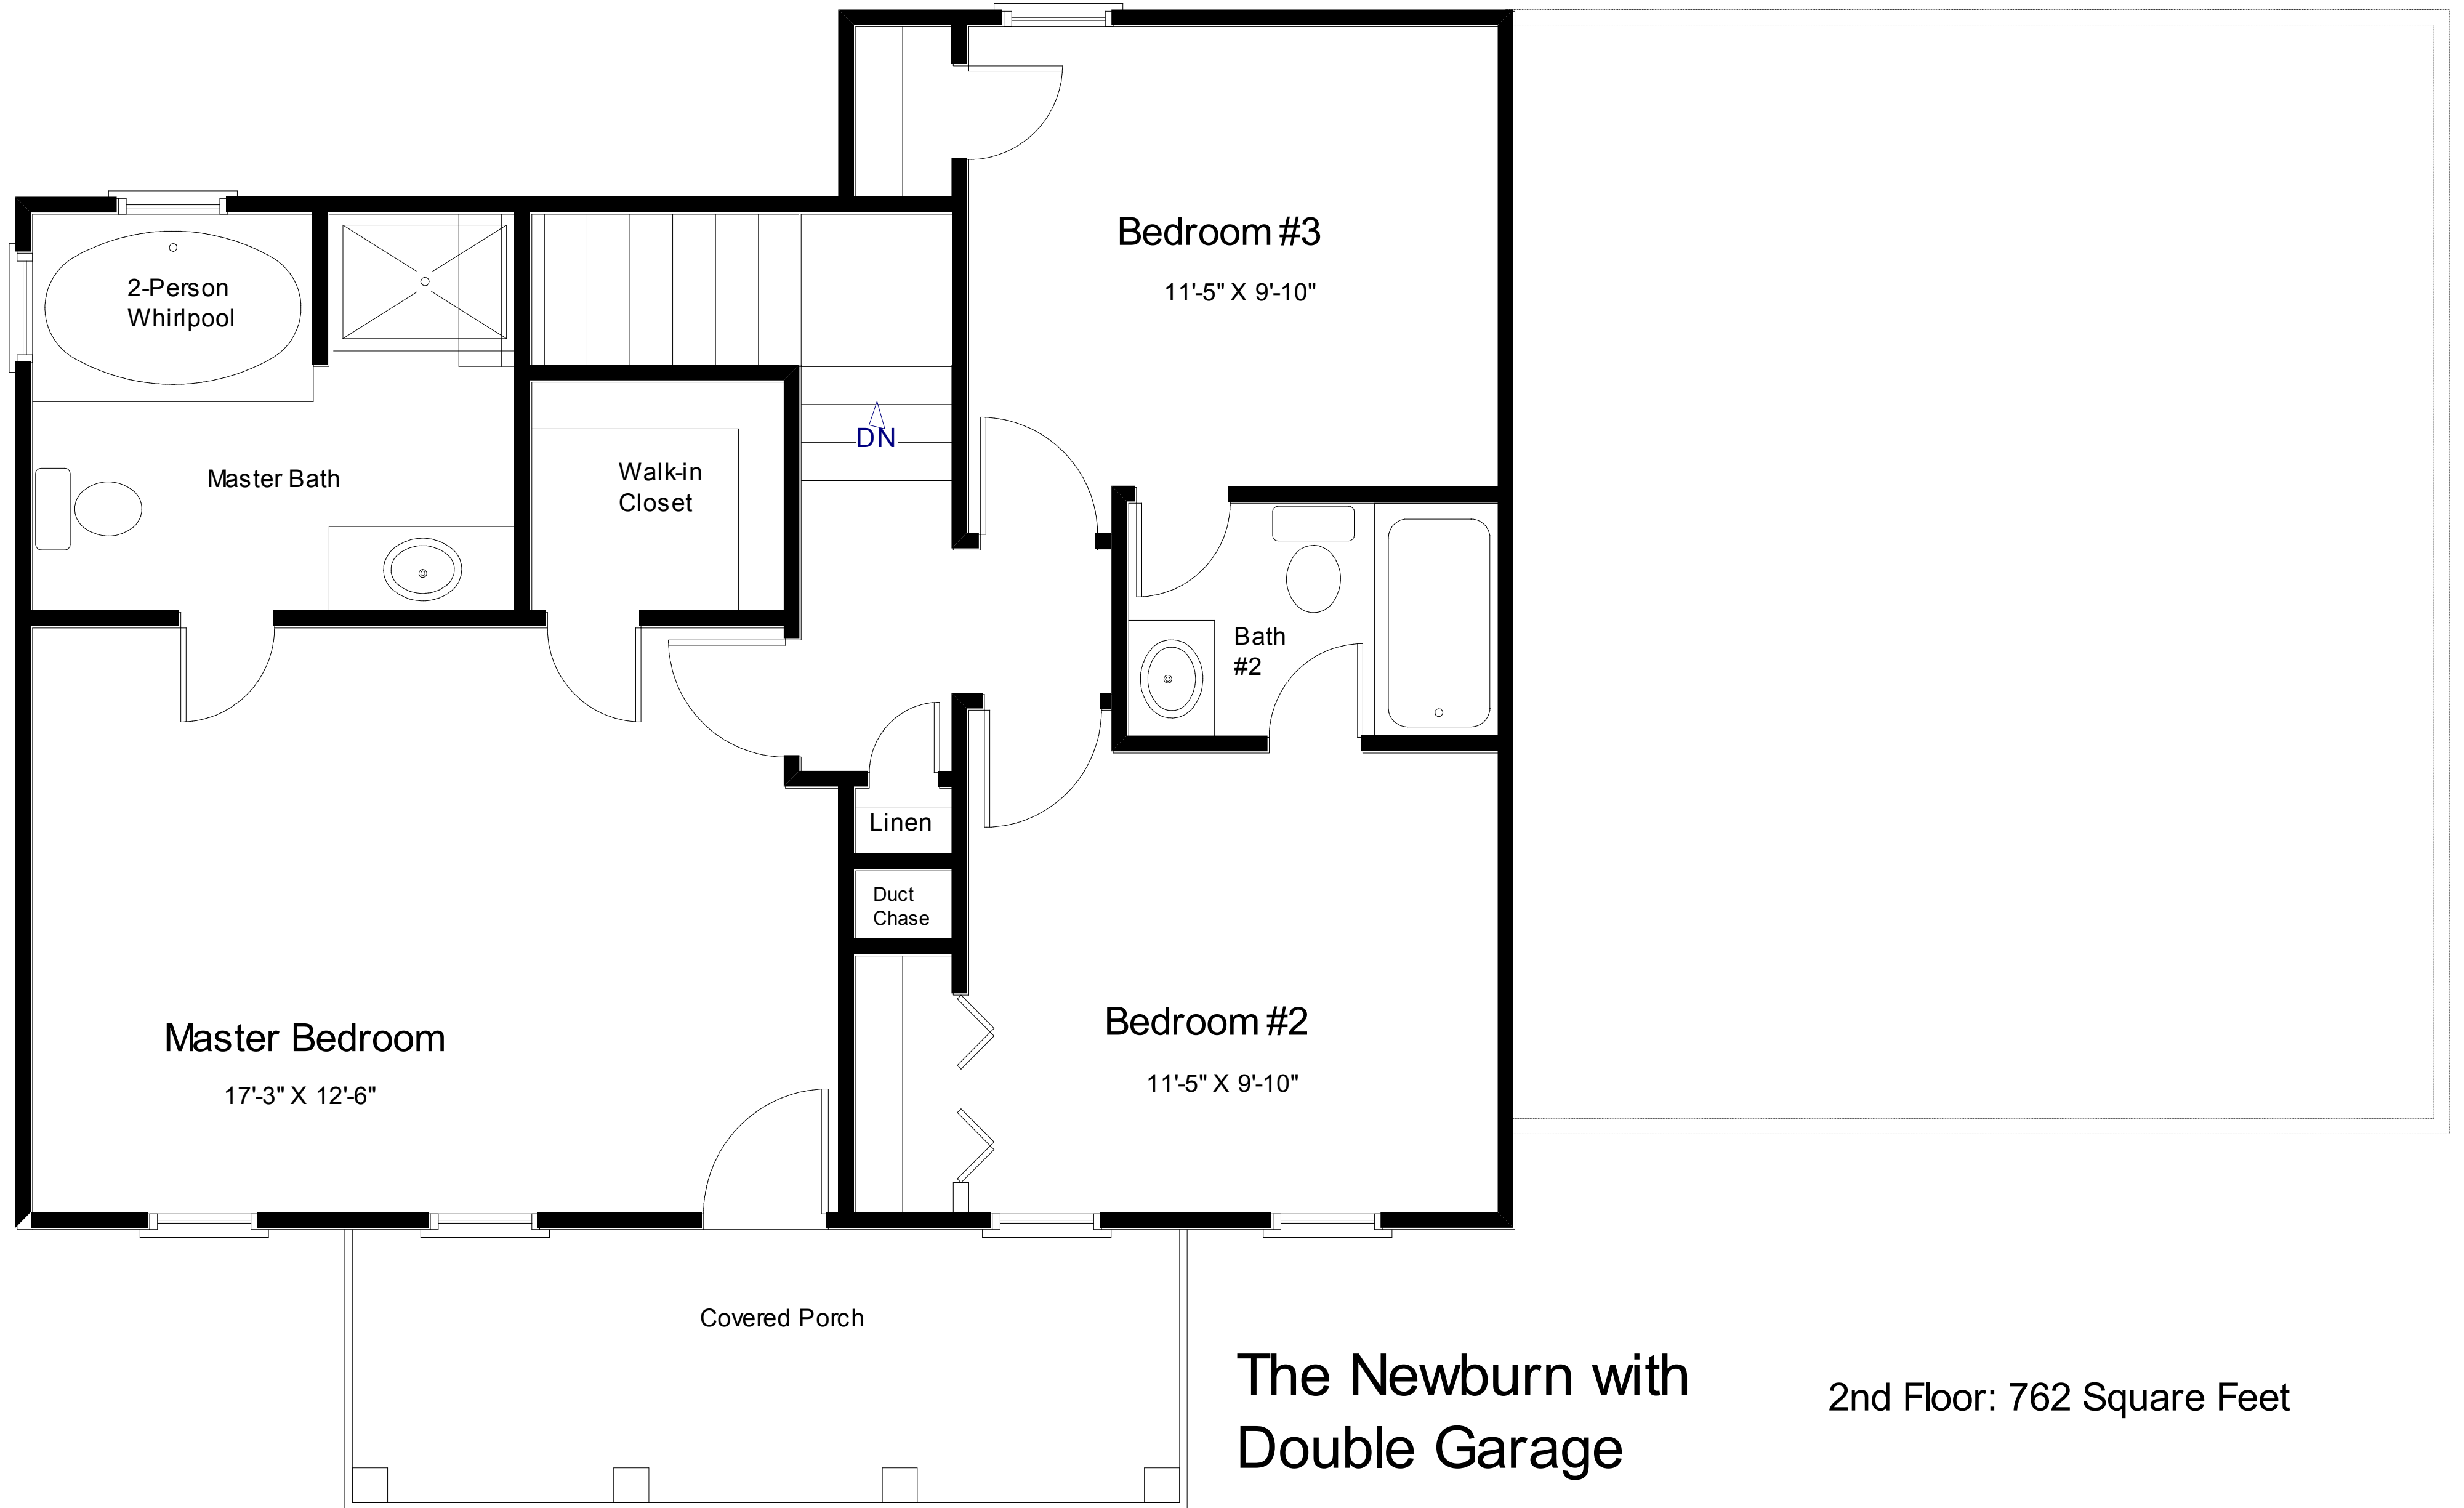 Bedroom #3
11'-5" X 9'-10"
2-Person
Whirlpool
DN
Master Bath
Walk-in
Closet
Bath
#2
Linen
Duct
Chase
Master Bedroom
17'-3" X 12'-6"
Bedroom #2
11'-5" X 9'-10"
Covered Porch
The Newburn with
Double Garage
2nd Floor: 762 Square Feet